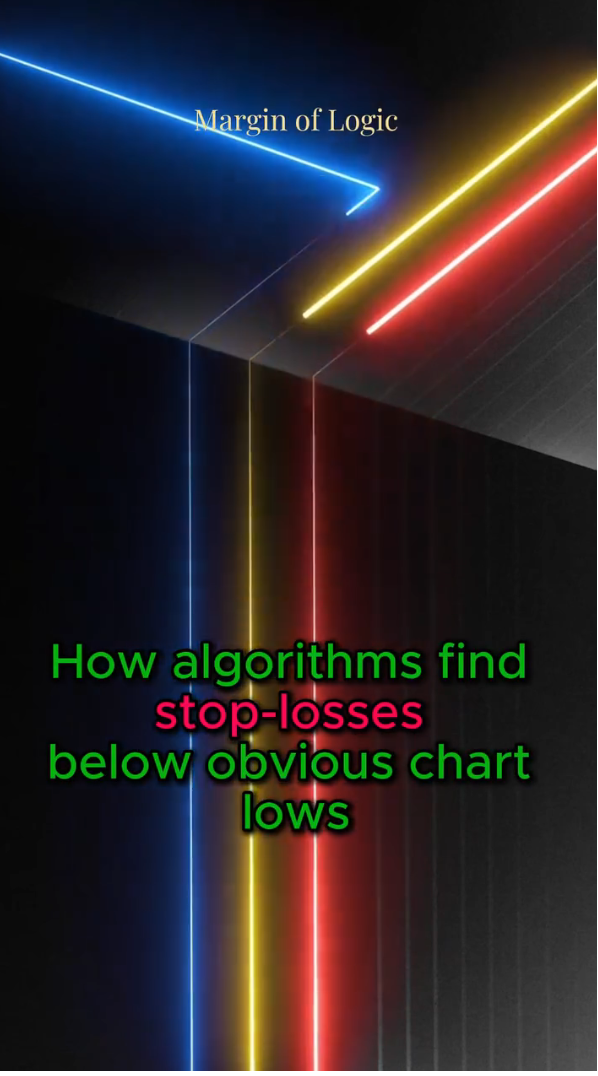 Margin of Logic
How algorithms find
stop-losses
below obvious chart
lows